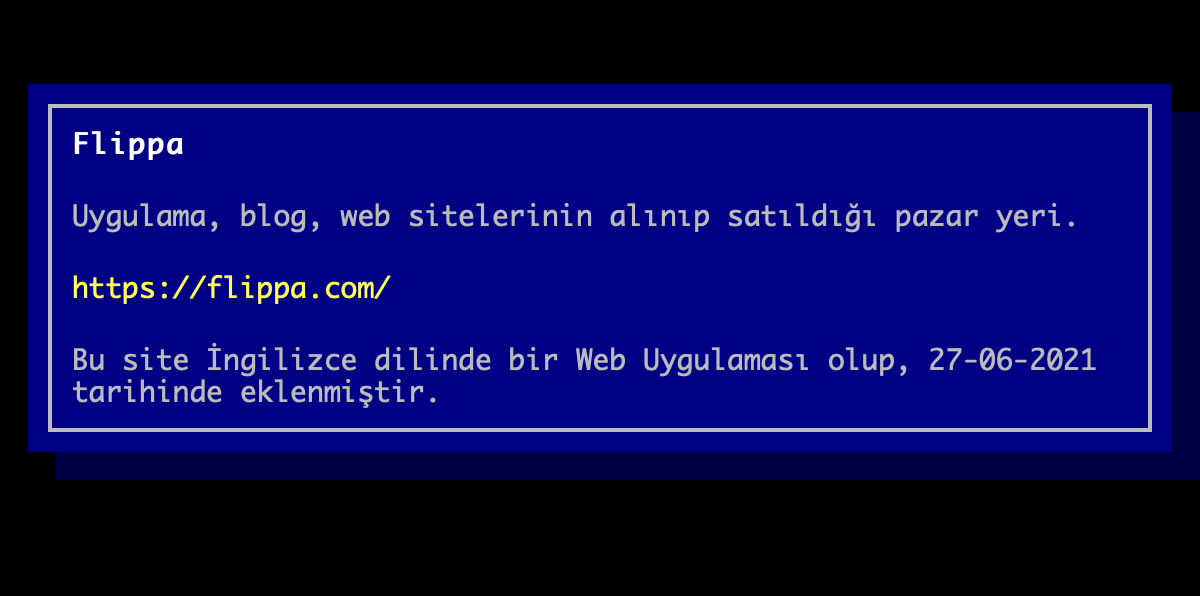 Flippa
Uygulama, blog, web sitelerinin alınıp satıldığı pazar yeri.
https://flippa.com/
Bu site İngilizce dilinde bir Web Uygulaması olup, 27-06-2021
tarihinde eklenmiştir.